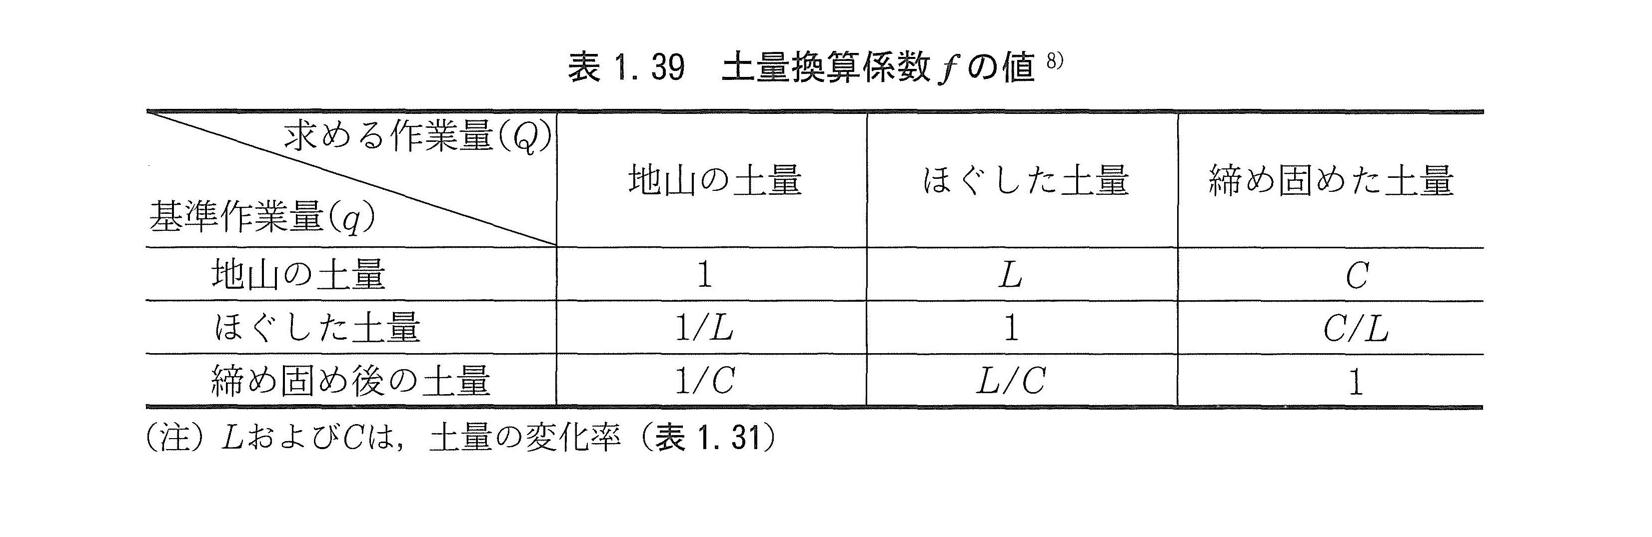 表 1. 39 土量換算係数 f の値 8)
求める作業量(Q)
基準作業量(q)
地山の土量 ほぐした土量 締め固めた土量
地山の土量 1 L C
ほぐした土量 1/L 1 C/L
締め固め後の土量 1/C L/C 1
(注) LおよびCは，土量の変化率（表 1. 31）